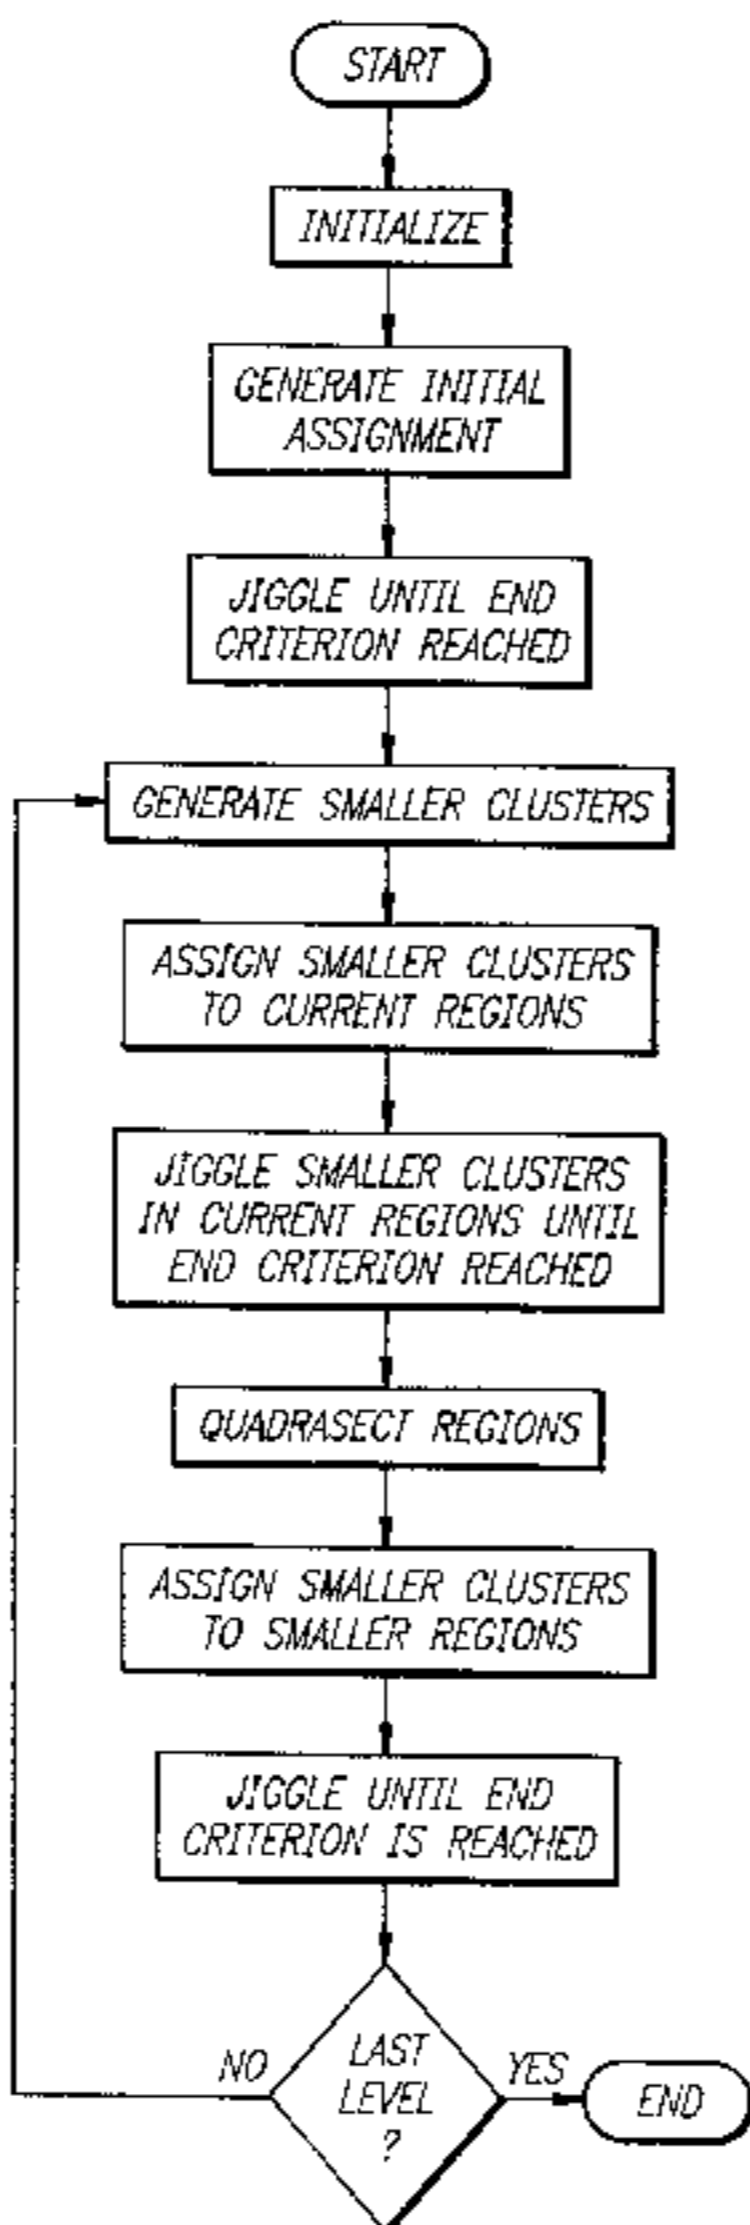 START
INITIALIZE
GENERATE INITIAL
ASSIGNMENT
JIGGLE UNTIL END
CRITERION REACHED
GENERATE SMALLER CLUSTERS
ASSIGN SMALLER CLUSTERS
TO CURRENT REGIONS
JIGGLE SMALLER CLUSTERS
IN CURRENT REGIONS UNTIL
END CRITERION REACHED
QUADRASECT REGIONS
ASSIGN SMALLER CLUSTERS
TO SMALLER REGIONS
JIGGLE UNTIL END
CRITERION IS REACHED
LAST
LEVEL
?
NO
YES
END